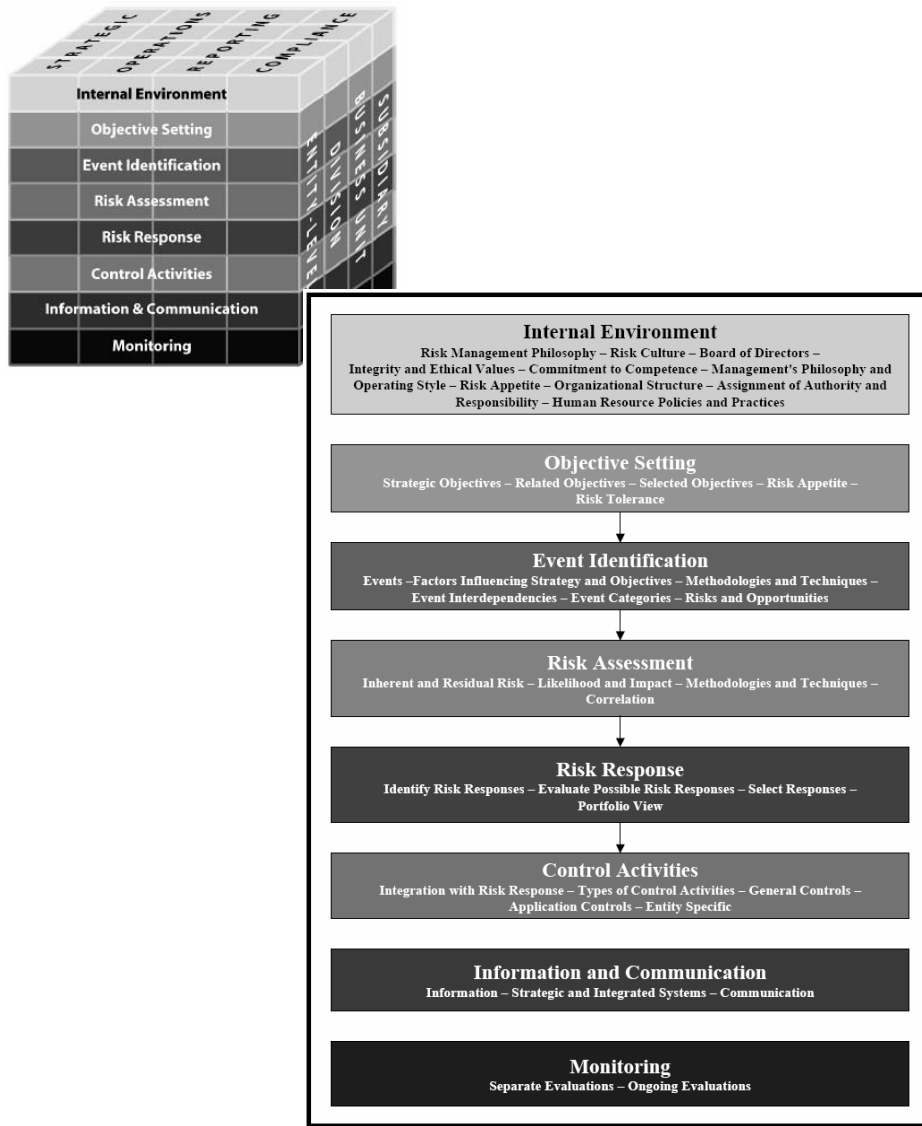 STRATEGIC
OPERATIONS
REPORTING
COMPLIANCE
Internal Environment
Objective Setting
Event Identification
Risk Assessment
Risk Response
Control Activities
Information & Communication
Monitoring
ENTITY-LEVE
DIVISION
BUSINESS UNIT
SUBSIDIARY
Internal Environment
Risk Management Philosophy – Risk Culture – Board of Directors –
Integrity and Ethical Values – Commitment to Competence – Management's Philosophy and
Operating Style – Risk Appetite – Organizational Structure – Assignment of Authority and
Responsibility – Human Resource Policies and Practices
Objective Setting
Strategic Objectives – Related Objectives – Selected Objectives – Risk Appetite –
Risk Tolerance
Event Identification
Events –Factors Influencing Strategy and Objectives – Methodologies and Techniques –
Event Interdependencies – Event Categories – Risks and Opportunities
Risk Assessment
Inherent and Residual Risk – Likelihood and Impact – Methodologies and Techniques –
Correlation
Risk Response
Identify Risk Responses – Evaluate Possible Risk Responses – Select Responses –
Portfolio View
Control Activities
Integration with Risk Response – Types of Control Activities – General Controls –
Application Controls – Entity Specific
Information and Communication
Information – Strategic and Integrated Systems – Communication
Monitoring
Separate Evaluations – Ongoing Evaluations